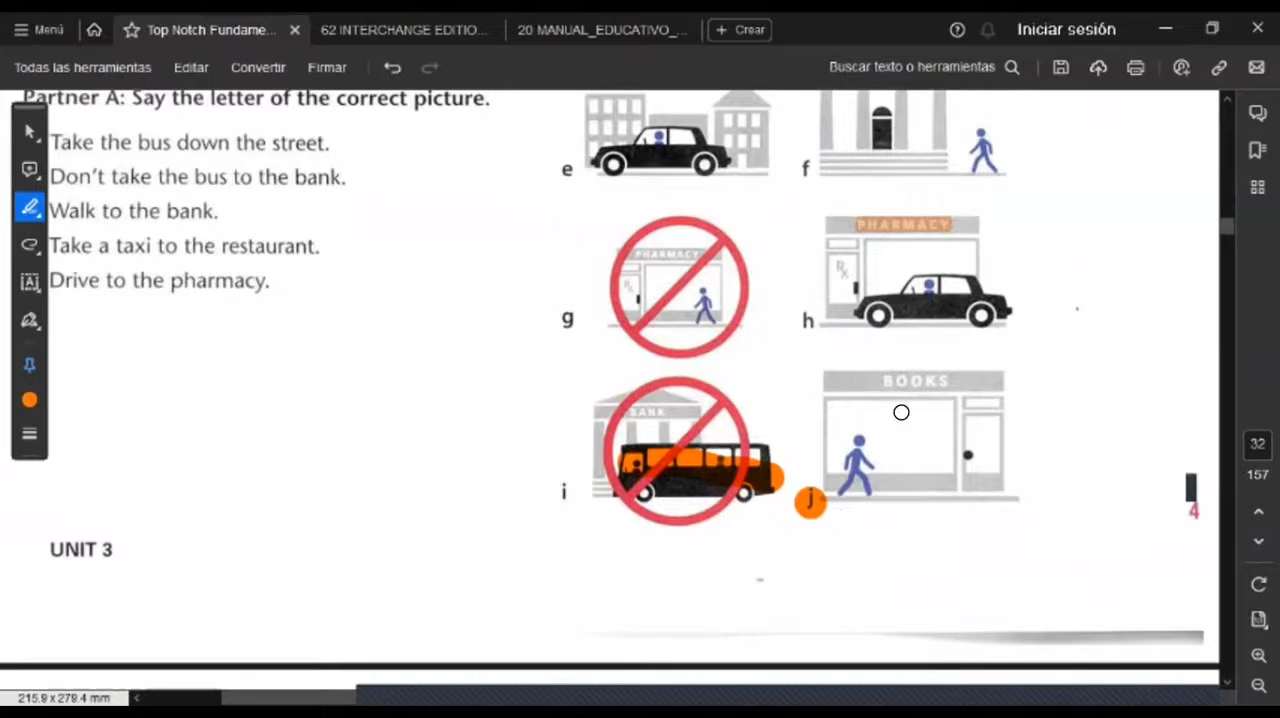 Menú
Top Notch Fundame...
62 INTERCHANGE EDITIO...
20 MANUAL_EDUCATIVO_...
+ Crear
Iniciar sesión
Todas las herramientas
Editar
Convertir
Firmar
Buscar texto o herramientas
Partner A: Say the letter of the correct picture.
Take the bus down the street.
Don't take the bus to the bank.
Walk to the bank.
Take a taxi to the restaurant.
Drive to the pharmacy.
e
f
PHARMACY
g
PHARMACY
Rx
h
BANK
i
BOOKS
j
UNIT 3
4
32
157
215.9 x 279.4 mm